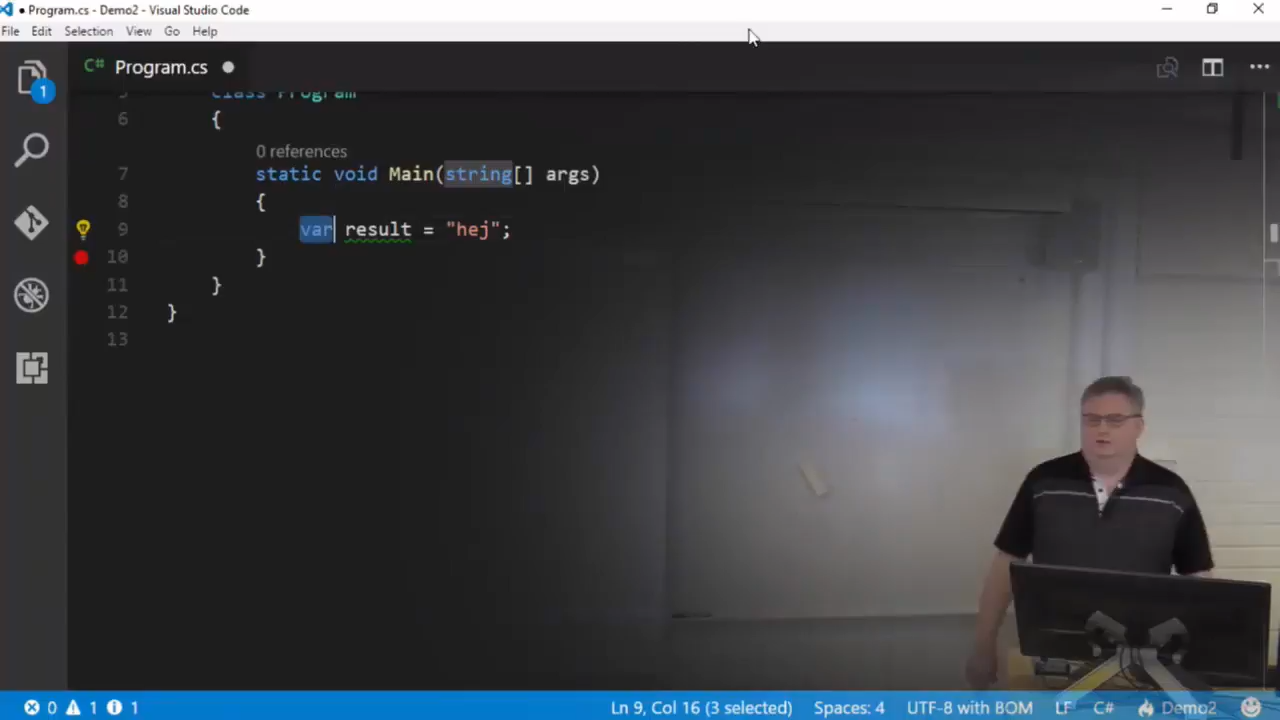 ● Program.cs - Demo2 - Visual Studio Code
File Edit Selection View Go Help
1 C# Program.cs ●
5 class Program
6 {
0 references
7 static void Main(string[] args)
8 {
9 var result = "hej";
10 }
11 }
12 }
13
0 1 1 Ln 9, Col 16 (3 selected) Spaces: 4 UTF-8 with BOM LF C# Demo2